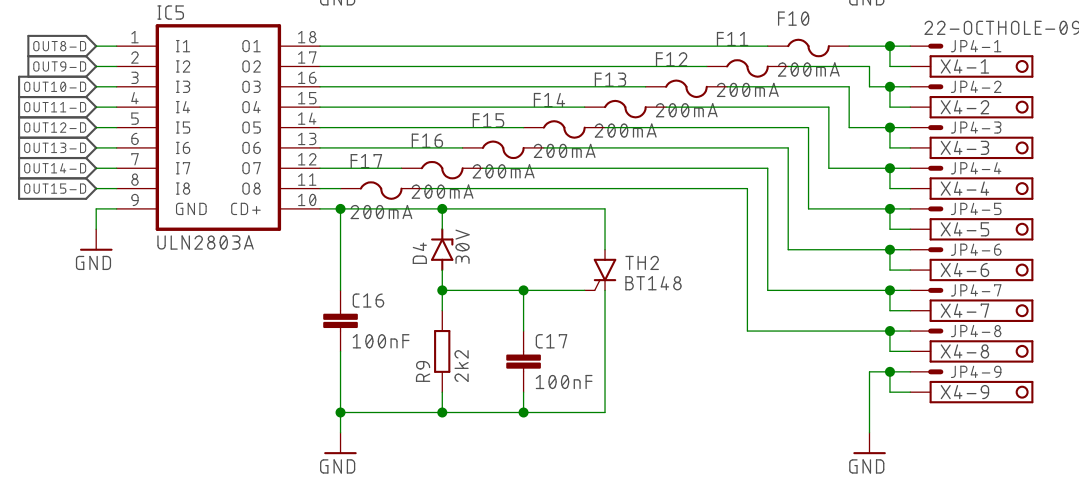 GND
GND
IC5
F10
22-OCTHOLE-09
1
I1
O1
18
F11
JP4-1
OUT8-D
2
I2
O2
17
F12
200mA
X4-1
OUT9-D
3
I3
O3
16
F13
200mA
JP4-2
OUT10-D
4
I4
O4
15
F14
200mA
X4-2
OUT11-D
5
I5
O5
14
F15
200mA
JP4-3
OUT12-D
6
I6
O6
13
F16
200mA
X4-3
OUT13-D
7
I7
O7
12
F17
200mA
JP4-4
OUT14-D
8
I8
O8
11
200mA
X4-4
OUT15-D
9
GND
CD+
10
200mA
JP4-5
X4-5
ULN2803A
GND
D4
30V
TH2
BT148
JP4-6
X4-6
JP4-7
X4-7
C16
100nF
R9
2k2
C17
100nF
JP4-8
X4-8
JP4-9
X4-9
GND
GND